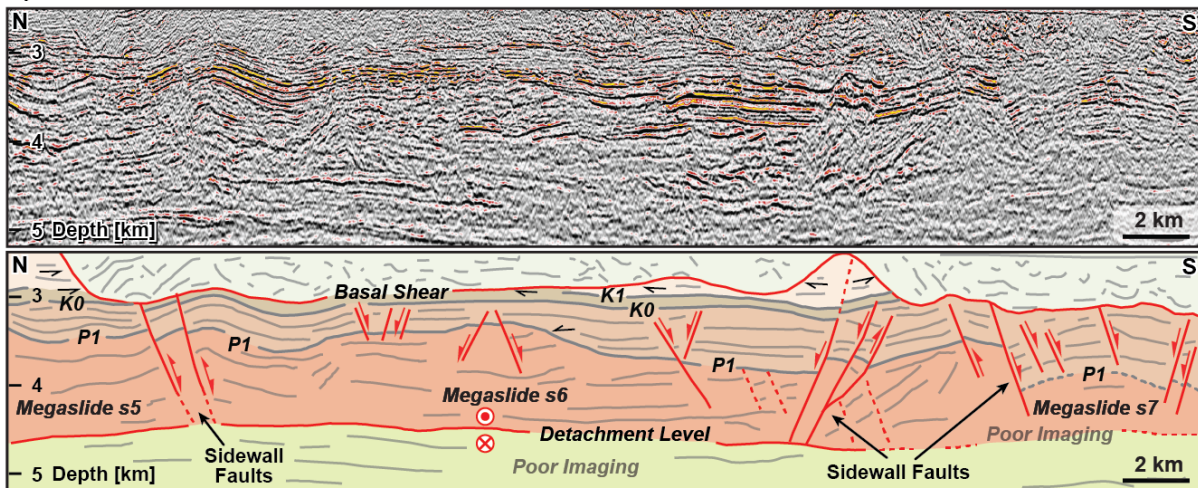 N
S
3
4
5 Depth [km]
2 km
N
S
3
K0
Basal Shear
K1
K0
P1
P1
P1
P1
4
Megaslide s5
Megaslide s6
Megaslide s7
Detachment Level
Poor Imaging
Sidewall
Faults
Poor Imaging
Sidewall Faults
5 Depth [km]
2 km